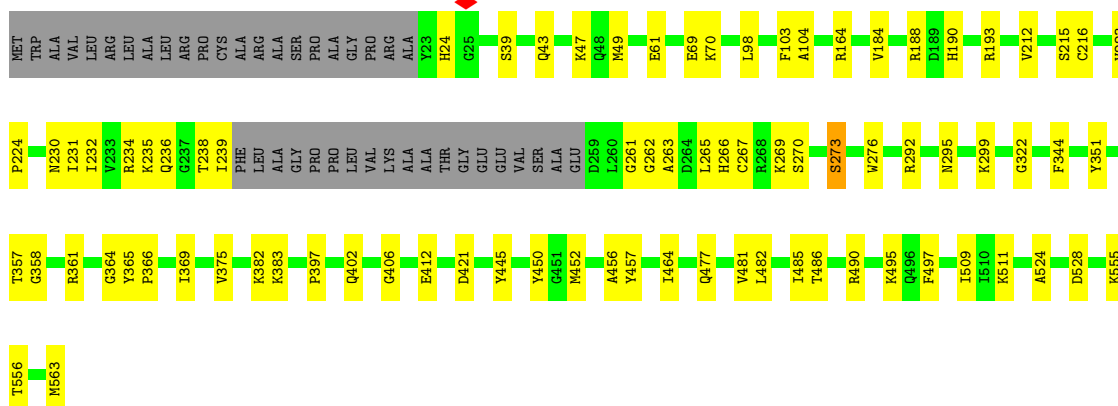 MET TRP ALA VAL LEU LEU ARG LEU ALA LEU ARG PRO CYS ALA ARG ALA SER PRO ALA GLY PRO ARG ALA Y23 H24 G25 S39 Q43 K47 Q48 M49 E61 E69 K70 L98 F103 A104 R164 V184 R188 D189 H190 R193 V212 S215 C216
P224 N230 I231 I232 V233 R234 K235 Q236 G237 T238 I239 PHE LEU ALA GLY PRO PRO LEU VAL LYS ALA ALA THR GLY GLU GLU VAL SER ALA GLU D259 L260 G261 G262 A263 D264 L265 H266 C267 R268 K269 S270 S273 W276 R292 N295 K299 G322 F344 Y351
T357 G358 R361 G364 Y365 P366 I369 V375 K382 K383 P397 Q402 G406 E412 D421 Y445 Y450 G451 M452 A456 Y457 I464 Q477 V481 L482 I485 T486 R490 K495 Q496 F497 I509 I510 K511 A524 D528 K555
T556 M563